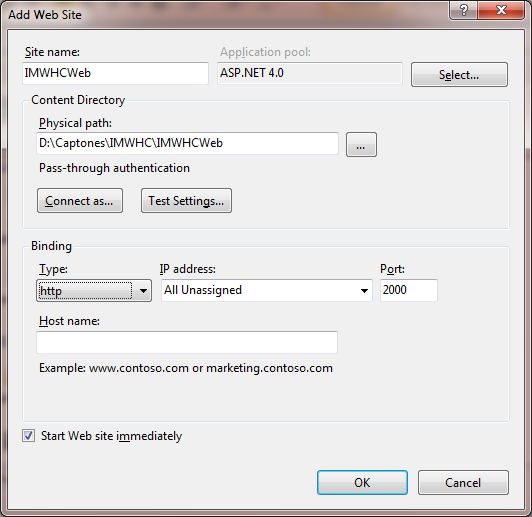 Add Web Site
Site name: Application pool:
IMWHCWeb ASP.NET 4.0 Select...
Content Directory
Physical path:
D:\Captones\IMWHC\IMWHCWeb ...
Pass-through authentication
Connect as... Test Settings...
Binding
Type: IP address: Port:
http All Unassigned 2000
Host name:
Example: www.contoso.com or marketing.contoso.com
Start Web site immediately
OK Cancel